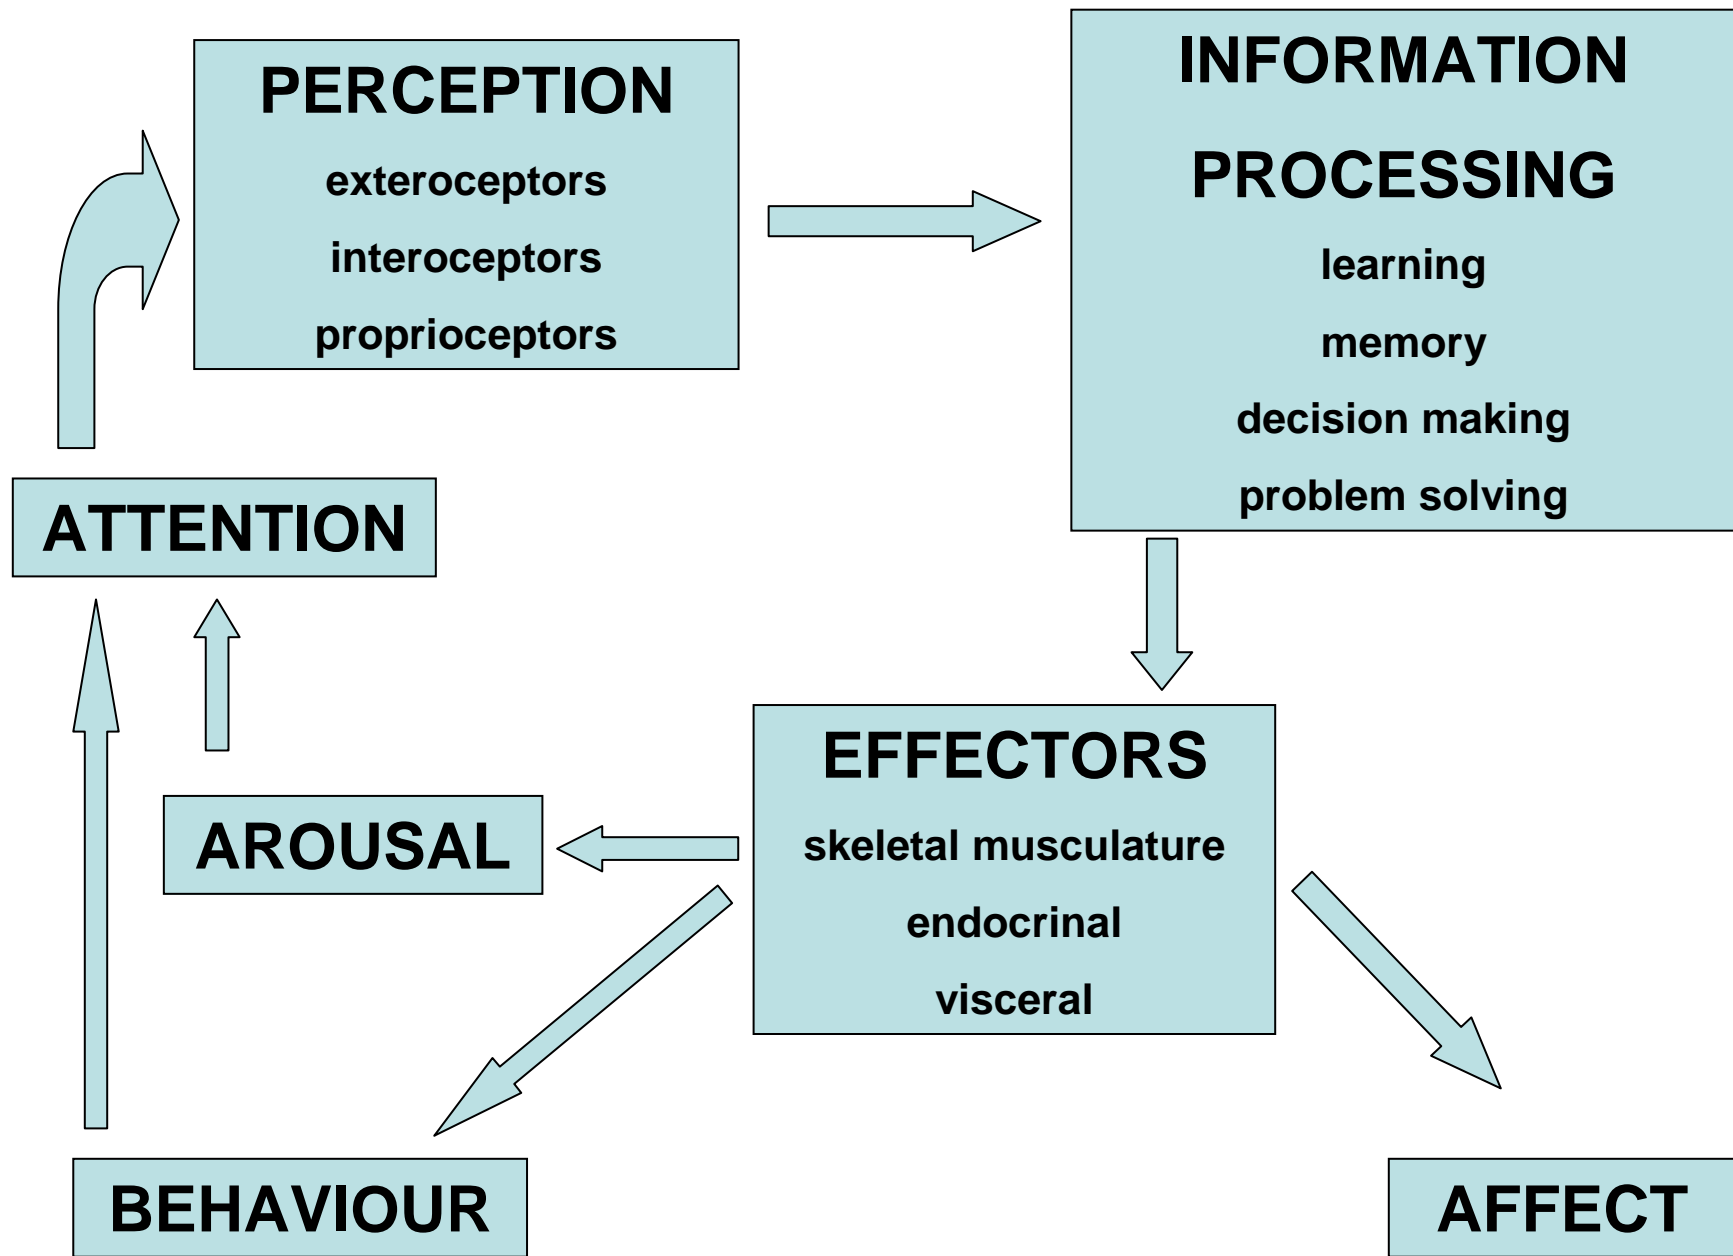 PERCEPTION
exteroceptors
interoceptors
proprioceptors
INFORMATION
PROCESSING
learning
memory
decision making
problem solving
ATTENTION
EFFECTORS
skeletal musculature
endocrinal
visceral
AROUSAL
BEHAVIOUR
AFFECT